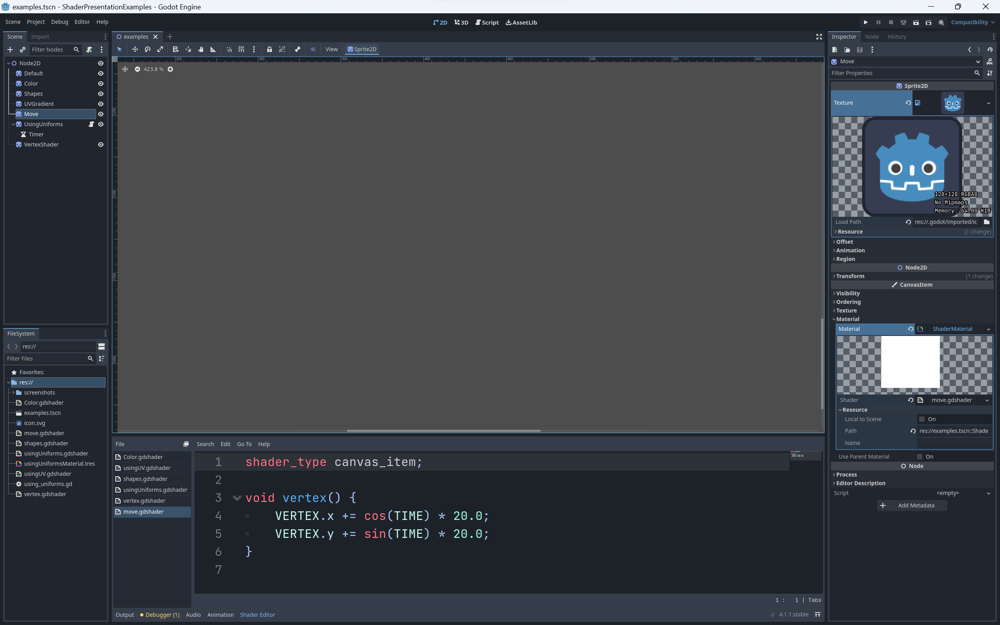 examples.tscn - ShaderPresentationExamples - Godot Engine
Scene Project Debug Editor Help
2D 3D Script AssetLib
Compatibility
Scene Import
Filter Nodes
Node2D
Default
Color
Shapes
UVGradient
Move
UsingUniforms
Timer
VertexShader
FileSystem
res://
Filter Files
Favorites:
res://
screenshots
Color.gdshader
examples.tscn
icon.svg
move.gdshader
shapes.gdshader
usingUniforms.gdshader
usingUniformsMaterial.tres
usingUV.gdshader
using_uniforms.gd
vertex.gdshader
examples
View Sprite2D
250 300 350 400 450 500 550 600
423.8 %
1250
1300
1350
1400
File Search Edit Go To Help
Color.gdshader
usingUV.gdshader
shapes.gdshader
usingUniforms.gdshader
vertex.gdshader
move.gdshader
1 shader_type canvas_item;
2
3 void vertex() {
4 VERTEX.x += cos(TIME) * 20.0;
5 VERTEX.y += sin(TIME) * 20.0;
6 }
7
1 : 1 | Tabs
Output Debugger (1) Audio Animation Shader Editor
4.1.1.stable
Inspector Node History
Move
DOC
Filter Properties
Sprite2D
Texture
128×128 RGBA8
No Mipmaps
Memory: 64.00 KiB
Load Path res://.godot/imported/ic
Resource (1 change)
Offset
Animation
Region
Node2D
Transform (1 change)
CanvasItem
Visibility
Ordering
Texture
Material
Material ShaderMaterial
Shader move.gdshader
Resource
Local to Scene On
Path res://examples.tscn::Shade
Name
Use Parent Material On
Node
Process
Editor Description
Script <empty>
Add Metadata